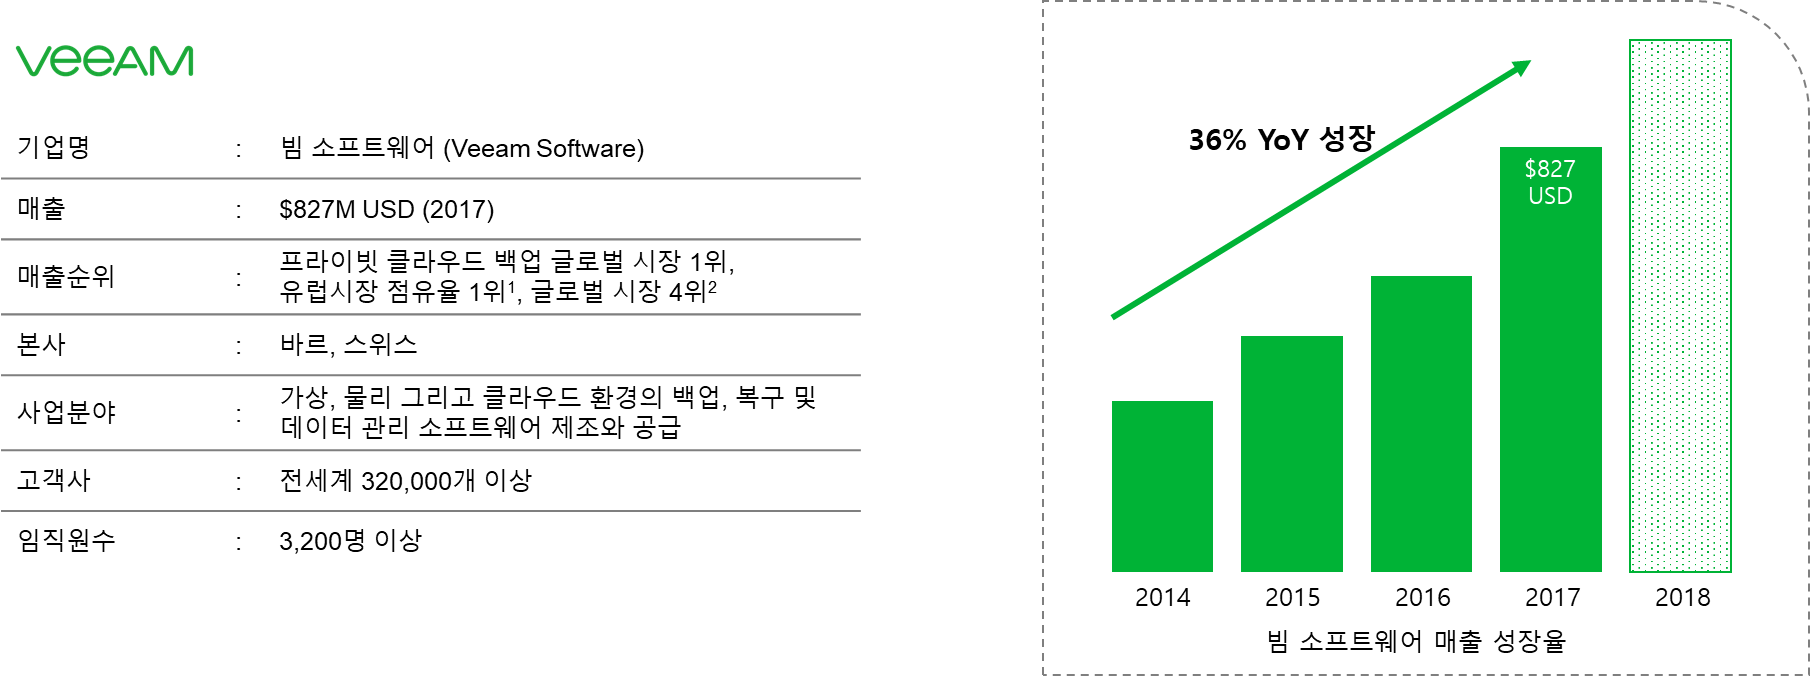 veeAM
기업명 : 빔 소프트웨어 (Veeam Software)
매출 : $827M USD (2017)
매출순위 : 프라이빗 클라우드 백업 글로벌 시장 1위,
유럽시장 점유율 1위¹, 글로벌 시장 4위²
본사 : 바르, 스위스
사업분야 : 가상, 물리 그리고 클라우드 환경의 백업, 복구 및
데이터 관리 소프트웨어 제조와 공급
고객사 : 전세계 320,000개 이상
임직원수 : 3,200명 이상
36% YoY 성장
$827
USD
2014 2015 2016 2017 2018
빔 소프트웨어 매출 성장율